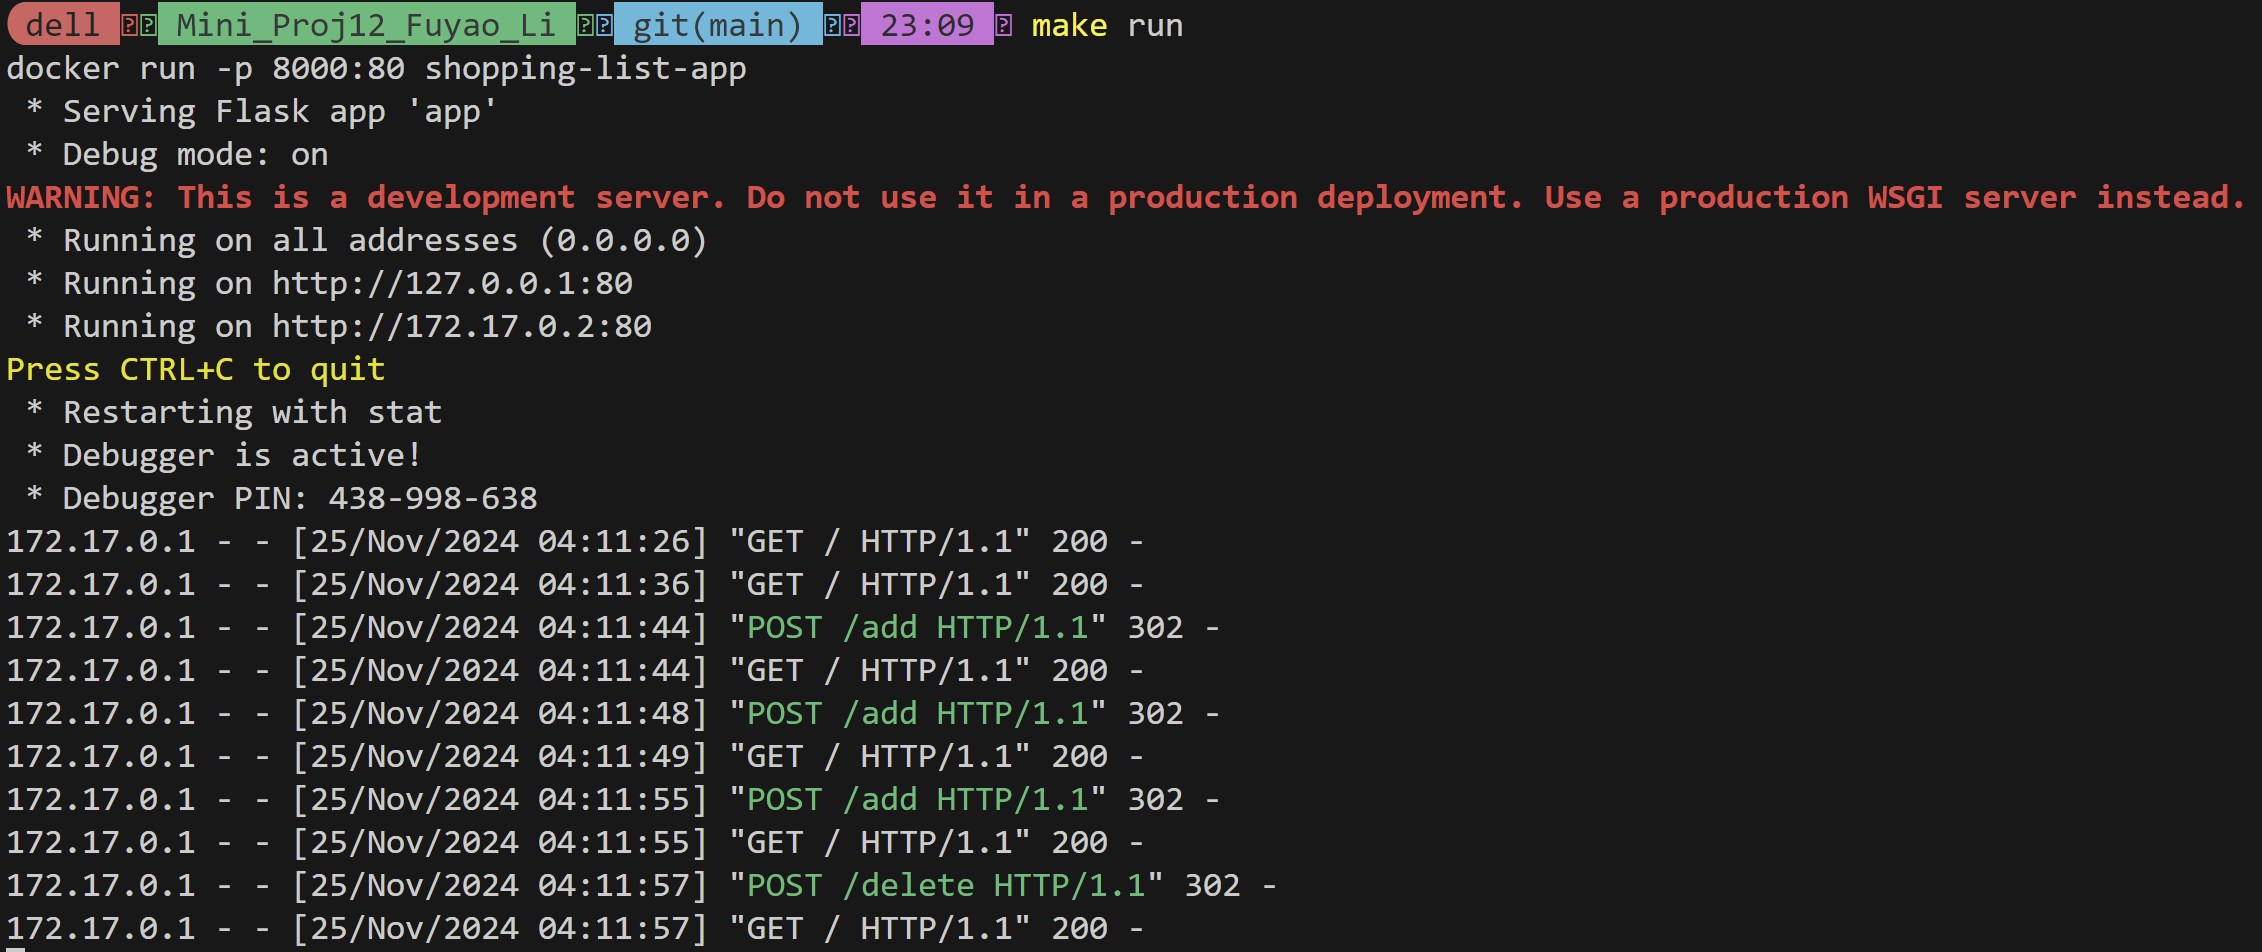 dell Mini_Proj12_Fuyao_Li git(main) 23:09 make run
docker run -p 8000:80 shopping-list-app
 * Serving Flask app 'app'
 * Debug mode: on
WARNING: This is a development server. Do not use it in a production deployment. Use a production WSGI server instead.
 * Running on all addresses (0.0.0.0)
 * Running on http://127.0.0.1:80
 * Running on http://172.17.0.2:80
Press CTRL+C to quit
 * Restarting with stat
 * Debugger is active!
 * Debugger PIN: 438-998-638
172.17.0.1 - - [25/Nov/2024 04:11:26] "GET / HTTP/1.1" 200 -
172.17.0.1 - - [25/Nov/2024 04:11:36] "GET / HTTP/1.1" 200 -
172.17.0.1 - - [25/Nov/2024 04:11:44] "POST /add HTTP/1.1" 302 -
172.17.0.1 - - [25/Nov/2024 04:11:44] "GET / HTTP/1.1" 200 -
172.17.0.1 - - [25/Nov/2024 04:11:48] "POST /add HTTP/1.1" 302 -
172.17.0.1 - - [25/Nov/2024 04:11:49] "GET / HTTP/1.1" 200 -
172.17.0.1 - - [25/Nov/2024 04:11:55] "POST /add HTTP/1.1" 302 -
172.17.0.1 - - [25/Nov/2024 04:11:55] "GET / HTTP/1.1" 200 -
172.17.0.1 - - [25/Nov/2024 04:11:57] "POST /delete HTTP/1.1" 302 -
172.17.0.1 - - [25/Nov/2024 04:11:57] "GET / HTTP/1.1" 200 -